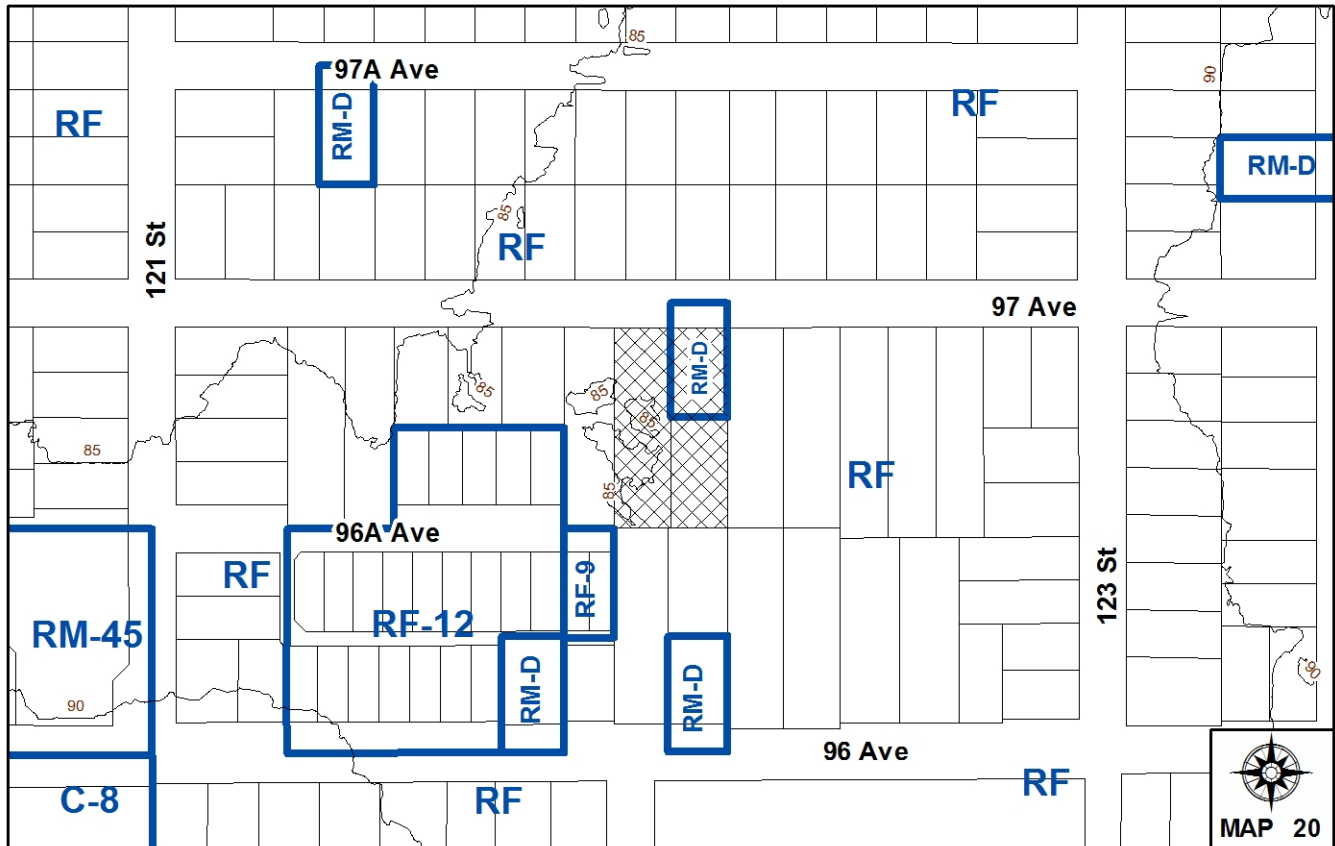 85
97A Ave
90
RF
RM-D
RF
RM-D
85
RF
121 St
97 Ave
RM-D
85
85
85
85
RF
85
96A Ave
RF
RF-9
123 St
RM-45
RF-12
RM-D
RM-D
90
90
96 Ave
C-8
RF
RF
MAP 20